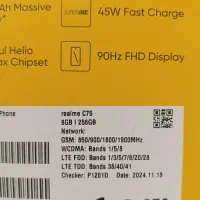 Ah Massive
45W Fast Charge
ul Helio
ax Chipset
90Hz FHD Display
Phone
realme C75
8GB | 256GB
Network:
GSM: 850/900/1800/1900MHz
WCDMA: Bands 1/5/8
LTE FDD: Bands 1/3/5/7/8/20/28
LTE TDD: Bands 38/40/41
Checker: P1201D
Date: 2024.11.18